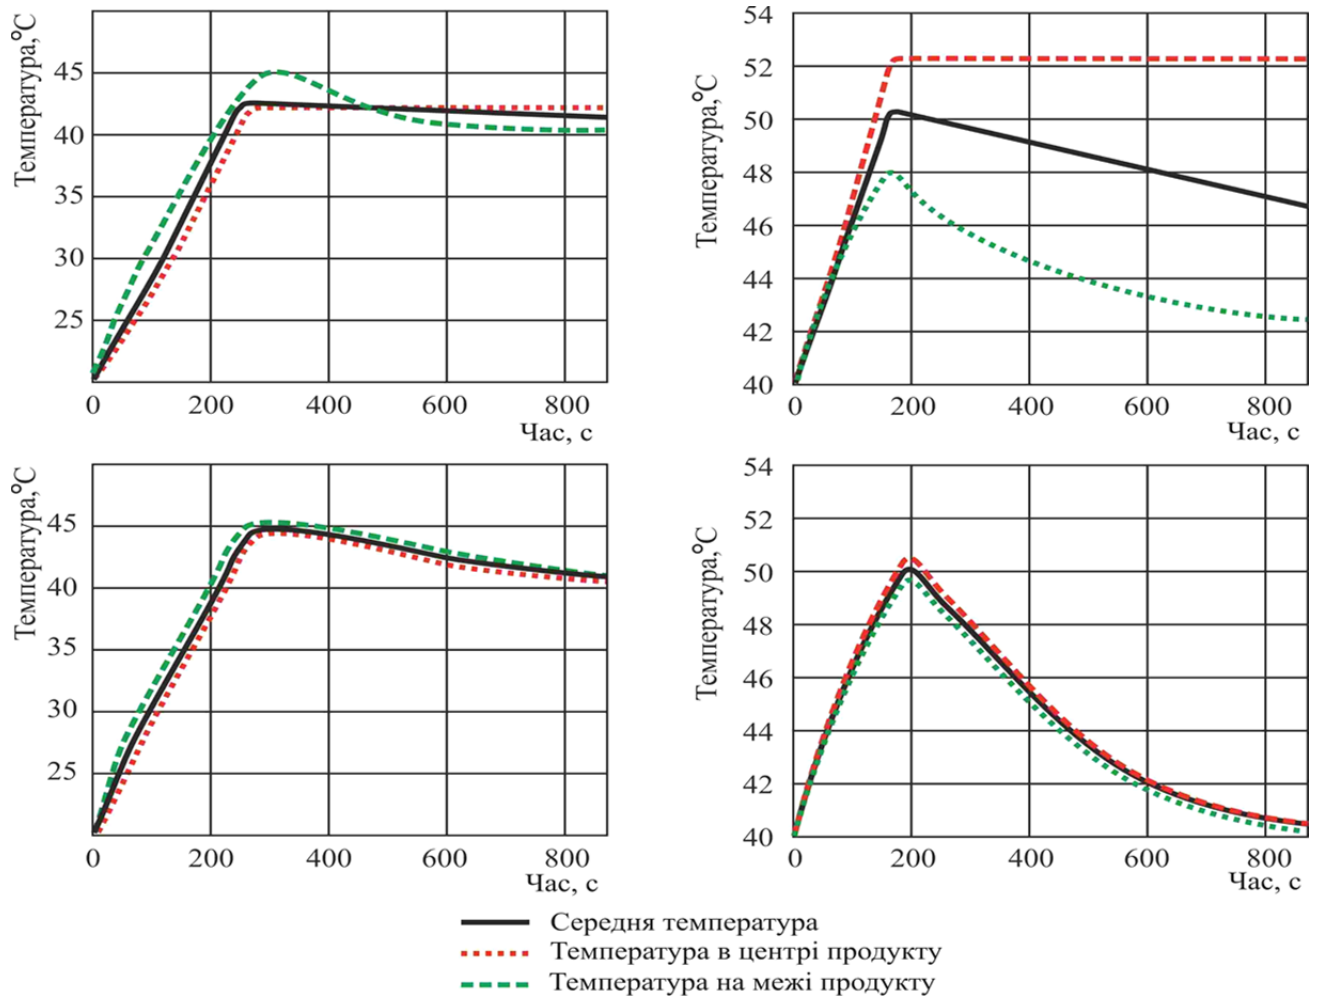 Температура,°С
45
40
35
30
25
0 200 400 600 800
Час, с
Температура,°С
54
52
50
48
46
44
42
40
0 200 400 600 800
Час, с
Температура,°С
45
40
35
30
25
0 200 400 600 800
Час, с
Температура,°С
54
52
50
48
46
44
42
40
0 200 400 600 800
Час, с
Середня температура
Температура в центрі продукту
Температура на межі продукту